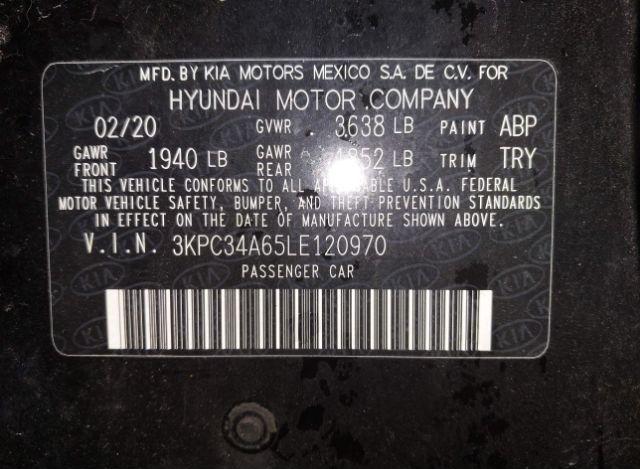 MFD. BY KIA MOTORS MEXICO S.A. DE C.V. FOR
HYUNDAI MOTOR COMPANY
02/20 GVWR 3638 LB PAINT ABP
GAWR FRONT 1940 LB GAWR REAR LB TRIM TRY
THIS VEHICLE CONFORMS TO ALL U.S.A. FEDERAL
MOTOR VEHICLE SAFETY, BUMPER, AND THEFT PREVENTION STANDARDS
IN EFFECT ON THE DATE OF MANUFACTURE SHOWN ABOVE.
V.I.N. 3KPC34A65LE120970
PASSENGER CAR